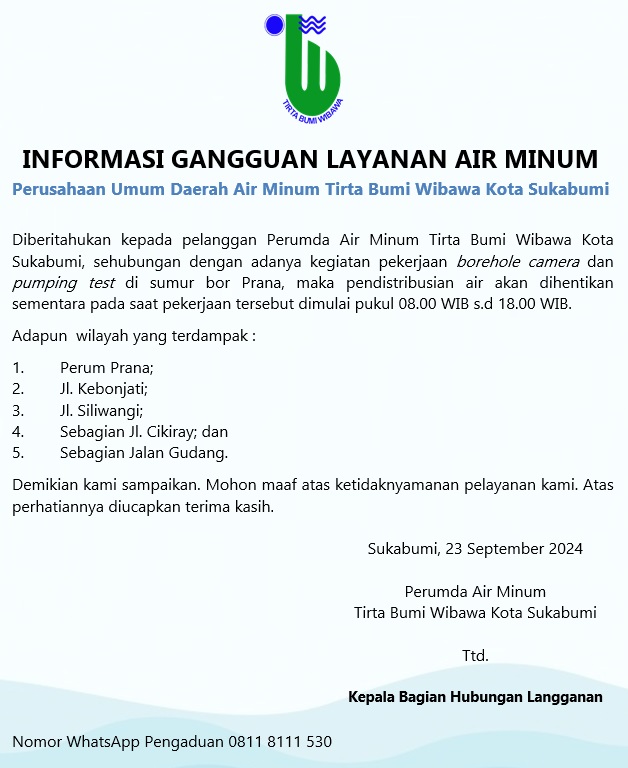 TIRTA BUMI WIBAWA
INFORMASI GANGGUAN LAYANAN AIR MINUM
Perusahaan Umum Daerah Air Minum Tirta Bumi Wibawa Kota Sukabumi
Diberitahukan kepada pelanggan Perumda Air Minum Tirta Bumi Wibawa Kota
Sukabumi, sehubungan dengan adanya kegiatan pekerjaan borehole camera dan
pumping test di sumur bor Prana, maka pendistribusian air akan dihentikan
sementara pada saat pekerjaan tersebut dimulai pukul 08.00 WIB s.d 18.00 WIB.
Adapun  wilayah yang terdampak :
1. Perum Prana;
2. Jl. Kebonjati;
3. Jl. Siliwangi;
4. Sebagian Jl. Cikiray; dan
5. Sebagian Jalan Gudang.
Demikian kami sampaikan. Mohon maaf atas ketidaknyamanan pelayanan kami. Atas
perhatiannya diucapkan terima kasih.
Sukabumi, 23 September 2024
Perumda Air Minum
Tirta Bumi Wibawa Kota Sukabumi
Ttd.
Kepala Bagian Hubungan Langganan
Nomor WhatsApp Pengaduan 0811 8111 530